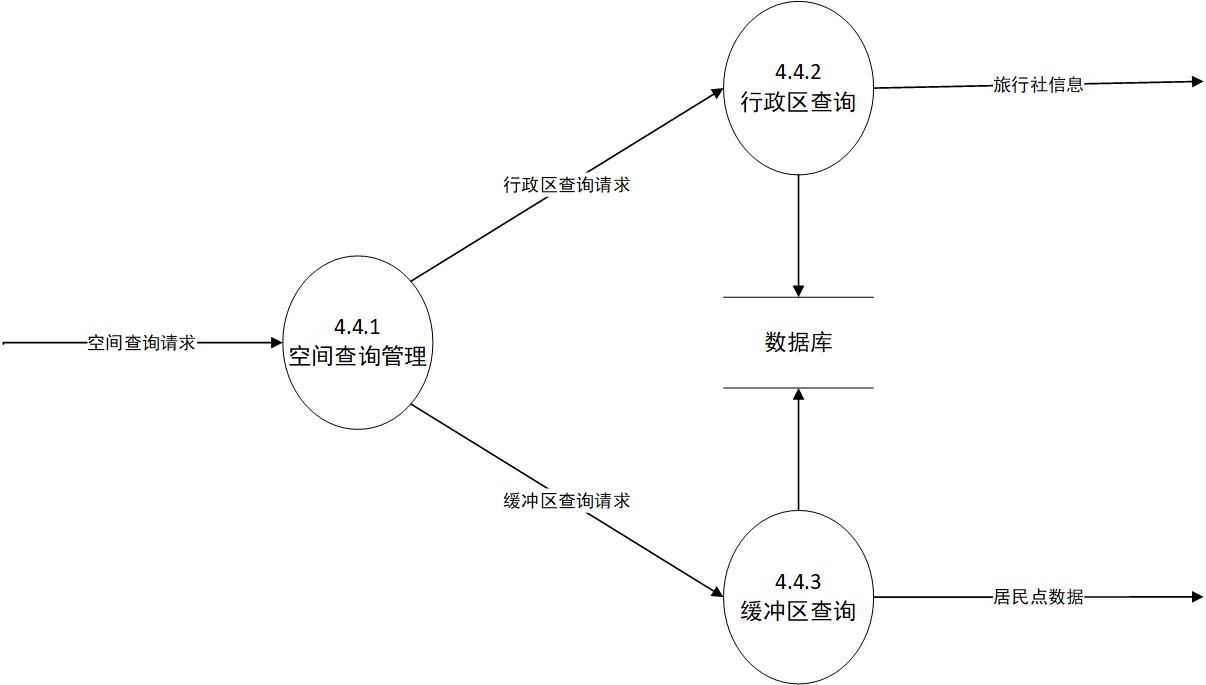 4.4.2
行政区查询
旅行社信息
行政区查询请求
4.4.1
空间查询管理
空间查询请求
数据库
缓冲区查询请求
4.4.3
缓冲区查询
居民点数据